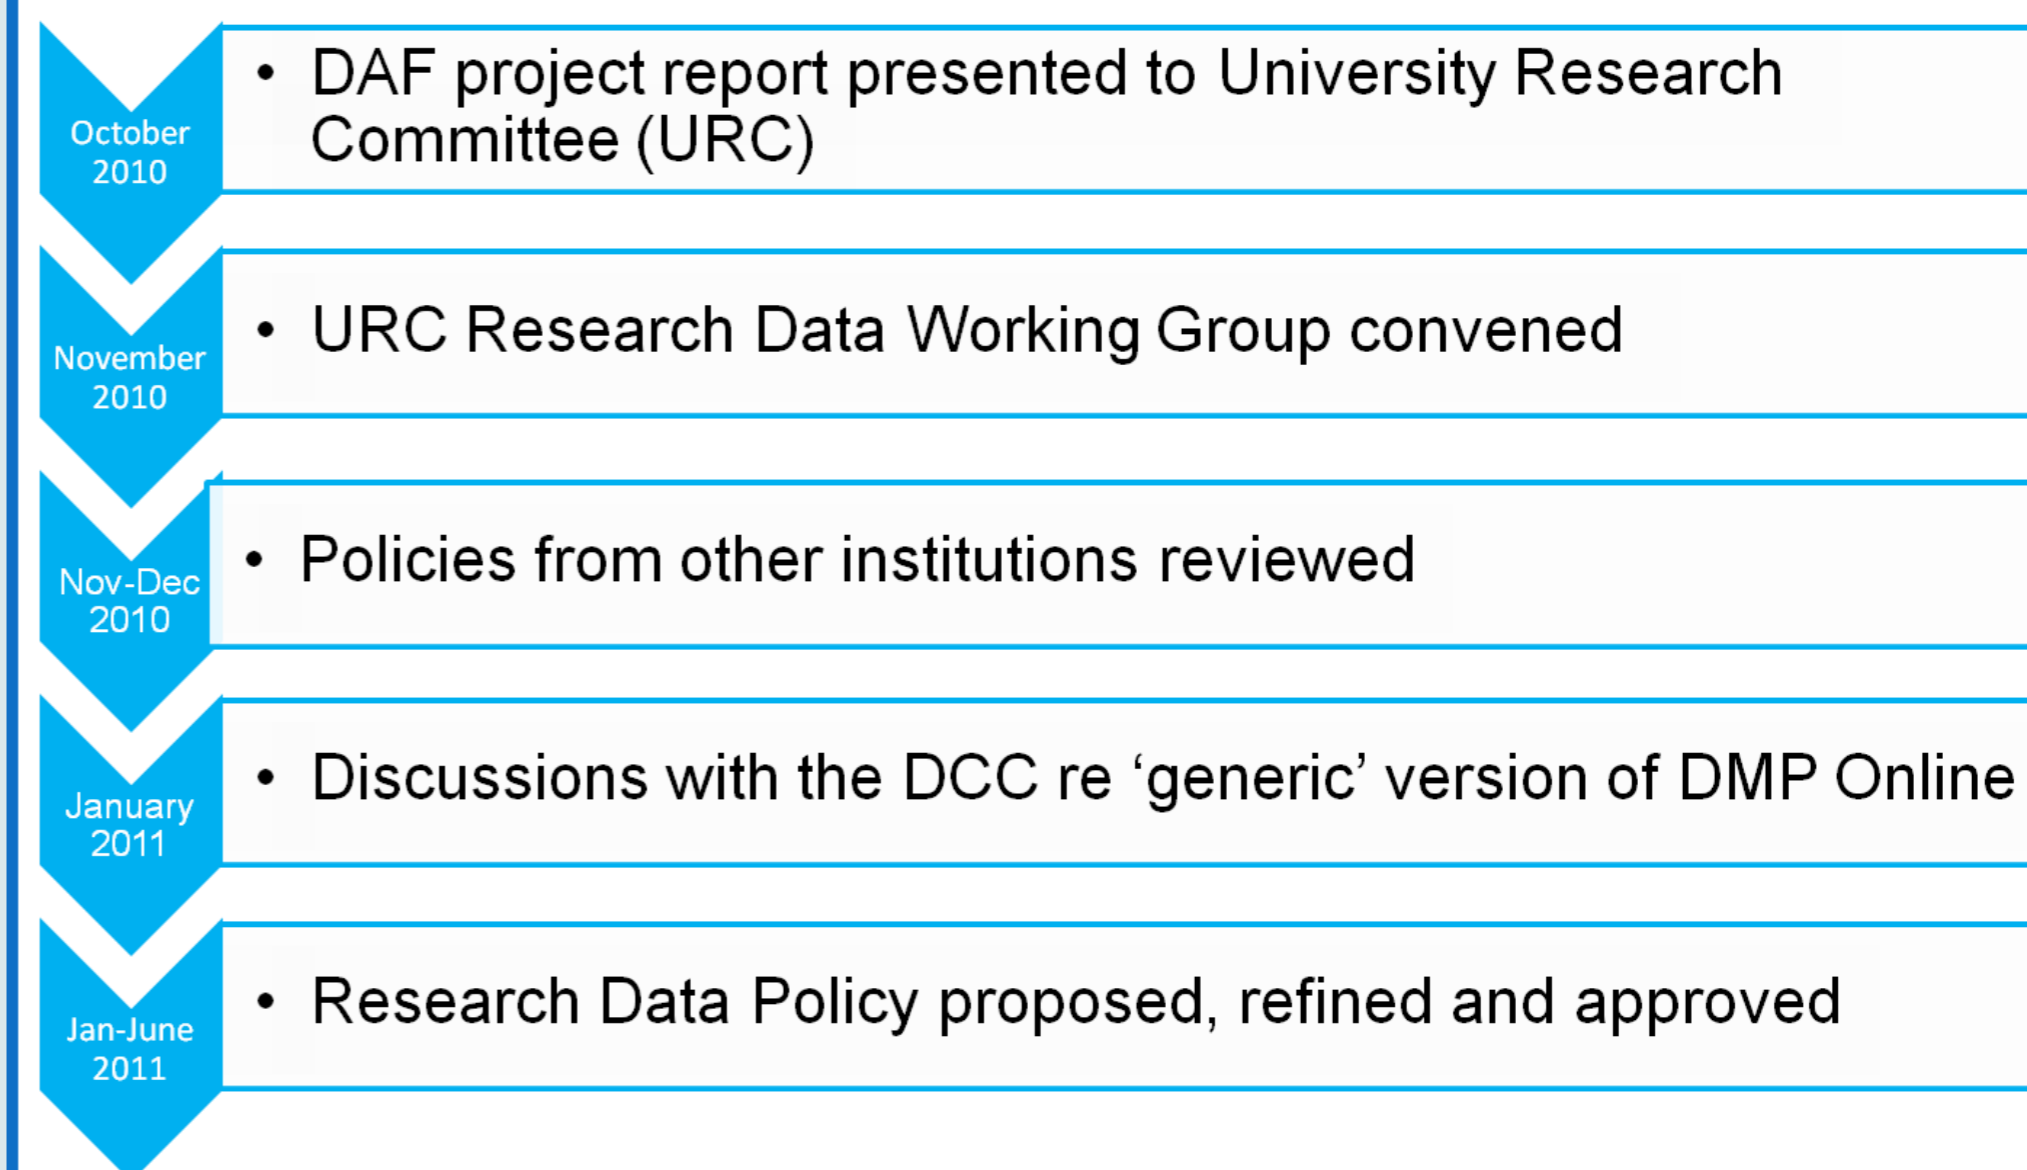 October
2010
• DAF project report presented to University Research
Committee (URC)
November
2010
• URC Research Data Working Group convened
Nov-Dec
2010
• Policies from other institutions reviewed
January
2011
• Discussions with the DCC re ‘generic’ version of DMP Online
Jan-June
2011
• Research Data Policy proposed, refined and approved